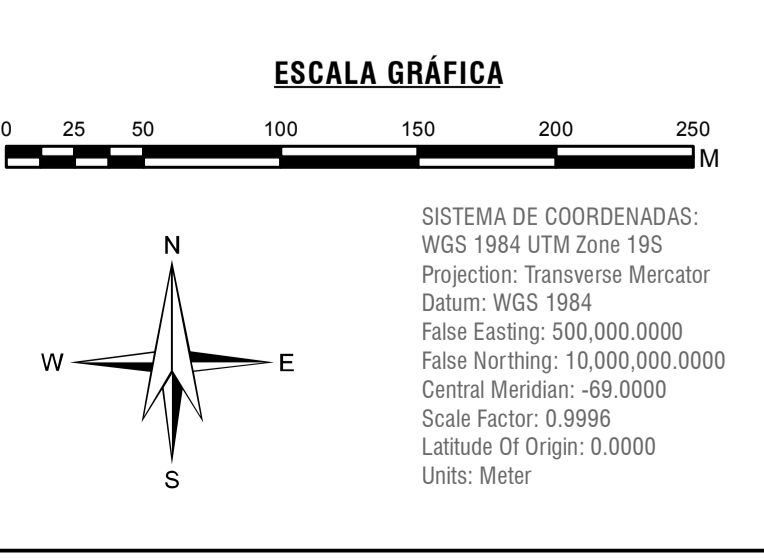 ESCALA GRÁFICA
0 25 50 100 150 200 250
M
SISTEMA DE COORDENADAS:
WGS 1984 UTM Zone 19S
Projection: Transverse Mercator
Datum: WGS 1984
False Easting: 500,000.0000
False Northing: 10,000,000.0000
Central Meridian: -69.0000
Scale Factor: 0.9996
Latitude Of Origin: 0.0000
Units: Meter
N
W E
S